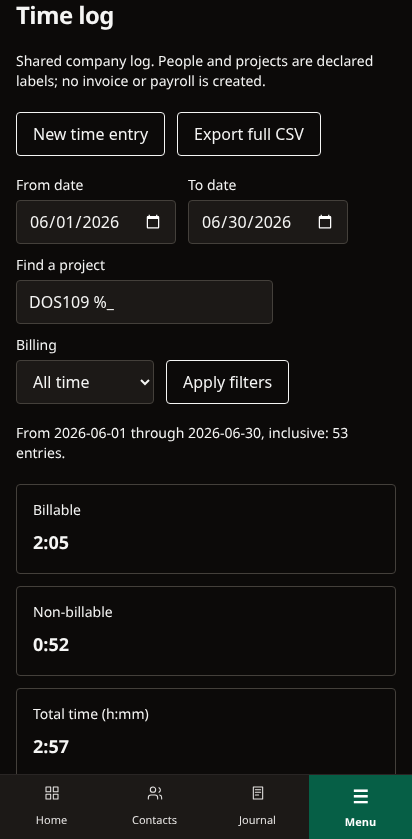 Time log
Shared company log. People and projects are declared
labels; no invoice or payroll is created.
New time entry
Export full CSV
From date
To date
06/01/2026
06/30/2026
Find a project
DOS109 %_
Billing
All time
Apply filters
From 2026-06-01 through 2026-06-30, inclusive: 53
entries.
Billable
2:05
Non-billable
0:52
Total time (h:mm)
2:57
Home
Contacts
Journal
Menu